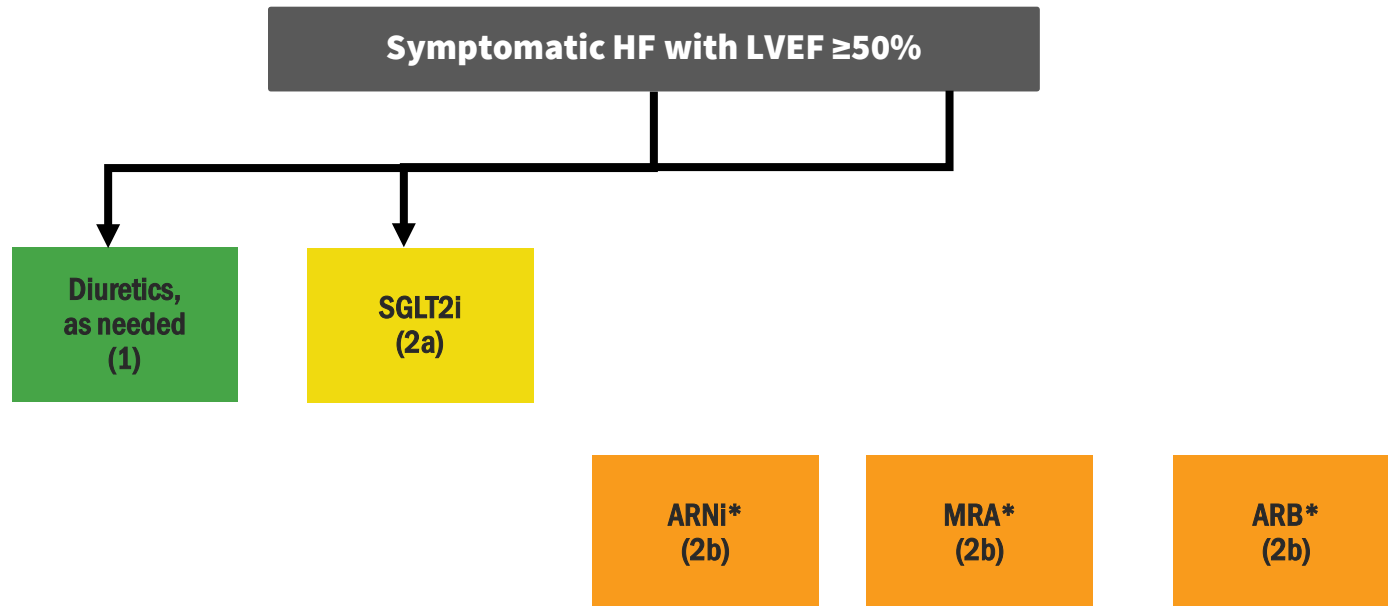 Symptomatic HF with LVEF ≥50%
Diuretics,
as needed
(1)
SGLT2i
(2a)
ARNi*
(2b)
MRA*
(2b)
ARB*
(2b)